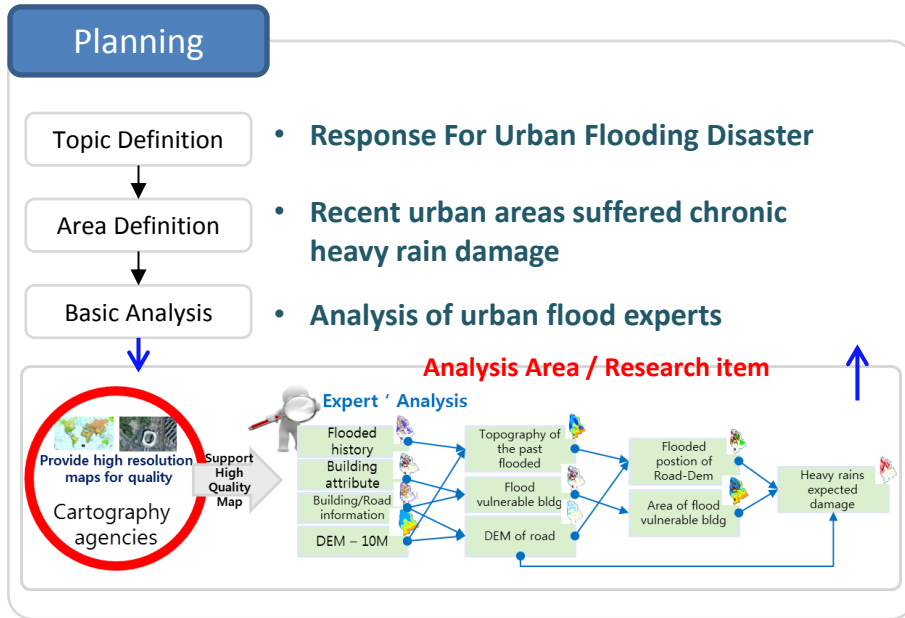 Planning
Topic Definition
• Response For Urban Flooding Disaster
Area Definition
• Recent urban areas suffered chronic
heavy rain damage
Basic Analysis
• Analysis of urban flood experts
Analysis Area / Research item
Provide high resolution
maps for quality
Cartography
agencies
Support
High
Quality
Map
Expert ‘ Analysis
Flooded
history
Building
attribute
Building/Road
information
DEM – 10M
Topography of
the past
flooded
Flood
vulnerable bldg
DEM of road
Flooded
postion of
Road-Dem
Area of flood
vulnerable bldg
Heavy rains
expected
damage